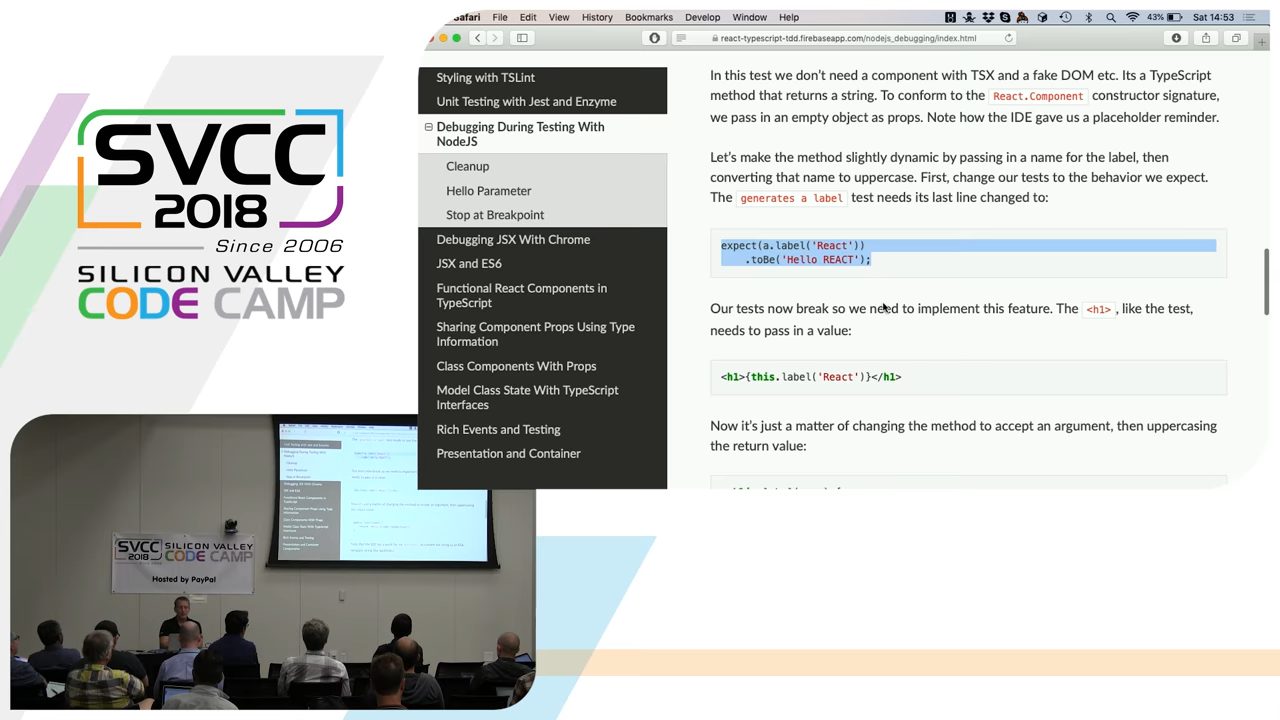 SVCC
2018
Since 2006
SILICON VALLEY
CODE CAMP
Safari File Edit View History Bookmarks Develop Window Help
43% Sat 14:53
react-typescript-tdd.firebaseapp.com/nodejs_debugging/index.html
Styling with TSLint
Unit Testing with Jest and Enzyme
Debugging During Testing With
NodeJS
Cleanup
Hello Parameter
Stop at Breakpoint
Debugging JSX With Chrome
JSX and ES6
Functional React Components in
TypeScript
Sharing Component Props Using Type
Information
Class Components With Props
Model Class State With TypeScript
Interfaces
Rich Events and Testing
Presentation and Container
In this test we don't need a component with TSX and a fake DOM etc. Its a TypeScript
method that returns a string. To conform to the React.Component constructor signature,
we pass in an empty object as props. Note how the IDE gave us a placeholder reminder.
Let's make the method slightly dynamic by passing in a name for the label, then
converting that name to uppercase. First, change our tests to the behavior we expect.
The generates a label test needs its last line changed to:
expect(a.label('React'))
.toBe('Hello REACT');
Our tests now break so we need to implement this feature. The <h1>, like the test,
needs to pass in a value:
<h1>{this.label('React')}</h1>
Now it's just a matter of changing the method to accept an argument, then uppercasing
the return value:
SVCC
2018
SILICON VALLEY
CODE CAMP
Hosted by PayPal